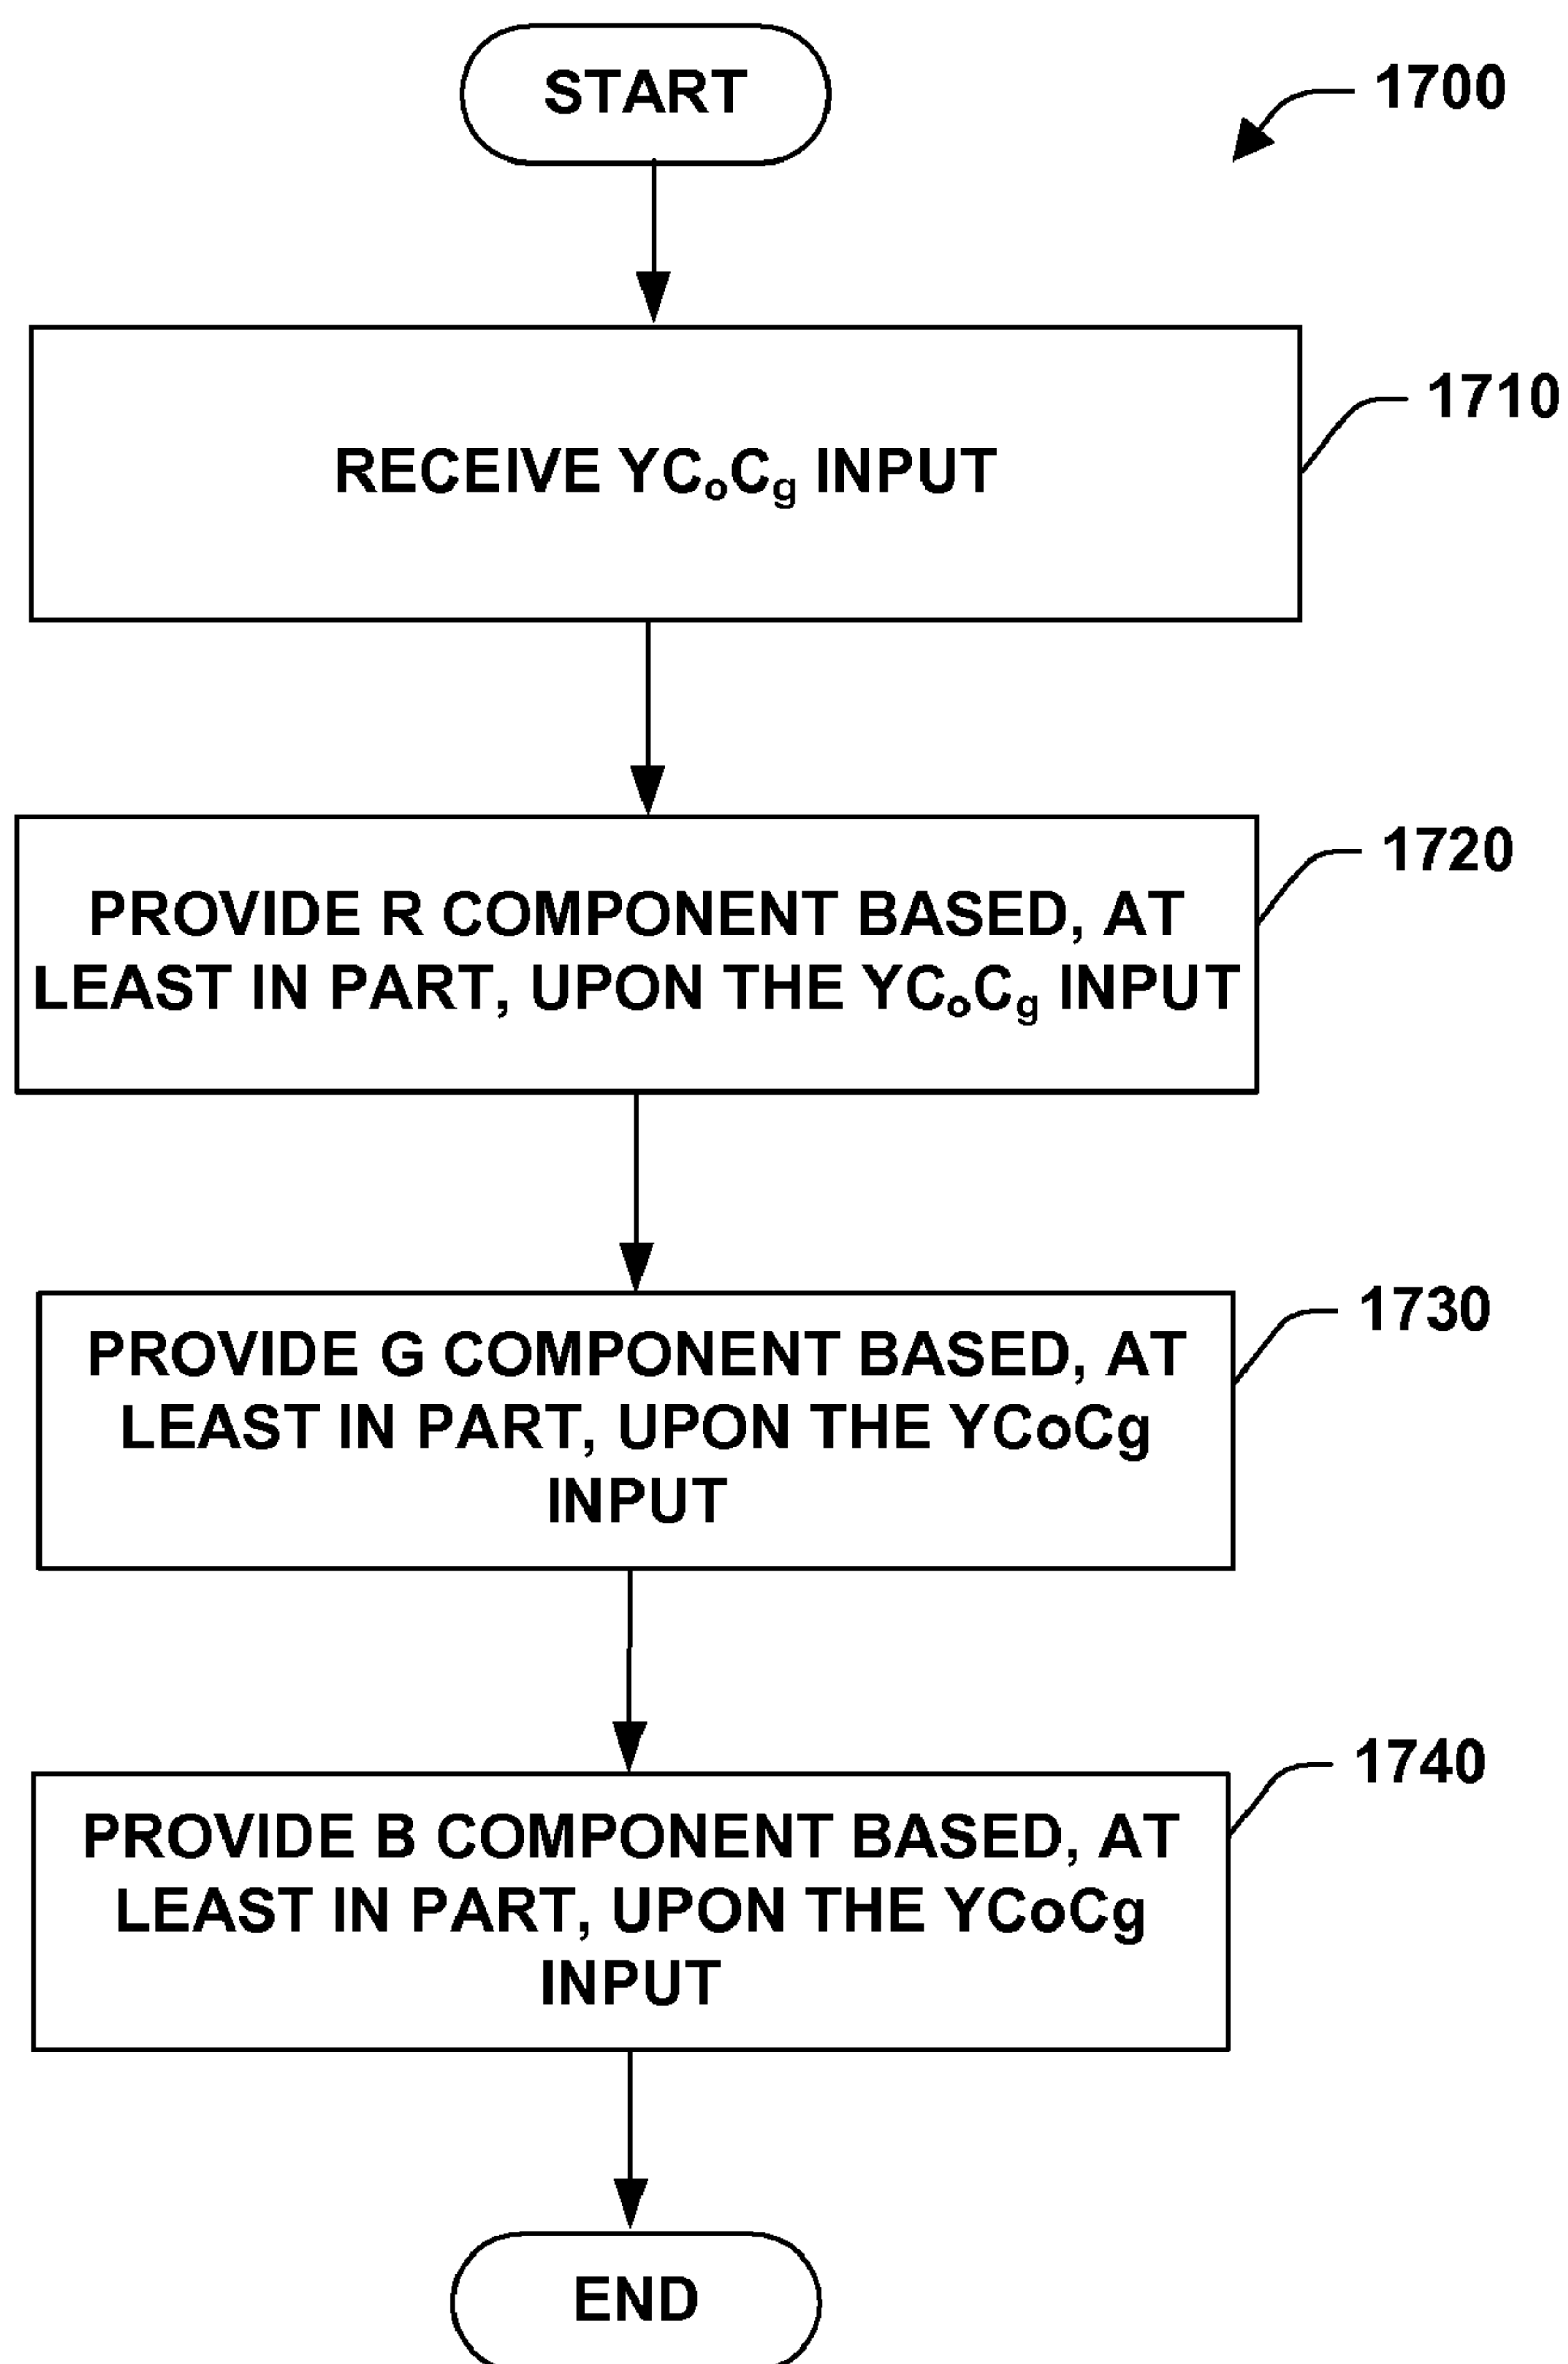 START
1700
1710
RECEIVE YCoCg INPUT
1720
PROVIDE R COMPONENT BASED, AT
LEAST IN PART, UPON THE YCoCg INPUT
1730
PROVIDE G COMPONENT BASED, AT
LEAST IN PART, UPON THE YCoCg
INPUT
1740
PROVIDE B COMPONENT BASED, AT
LEAST IN PART, UPON THE YCoCg
INPUT
END